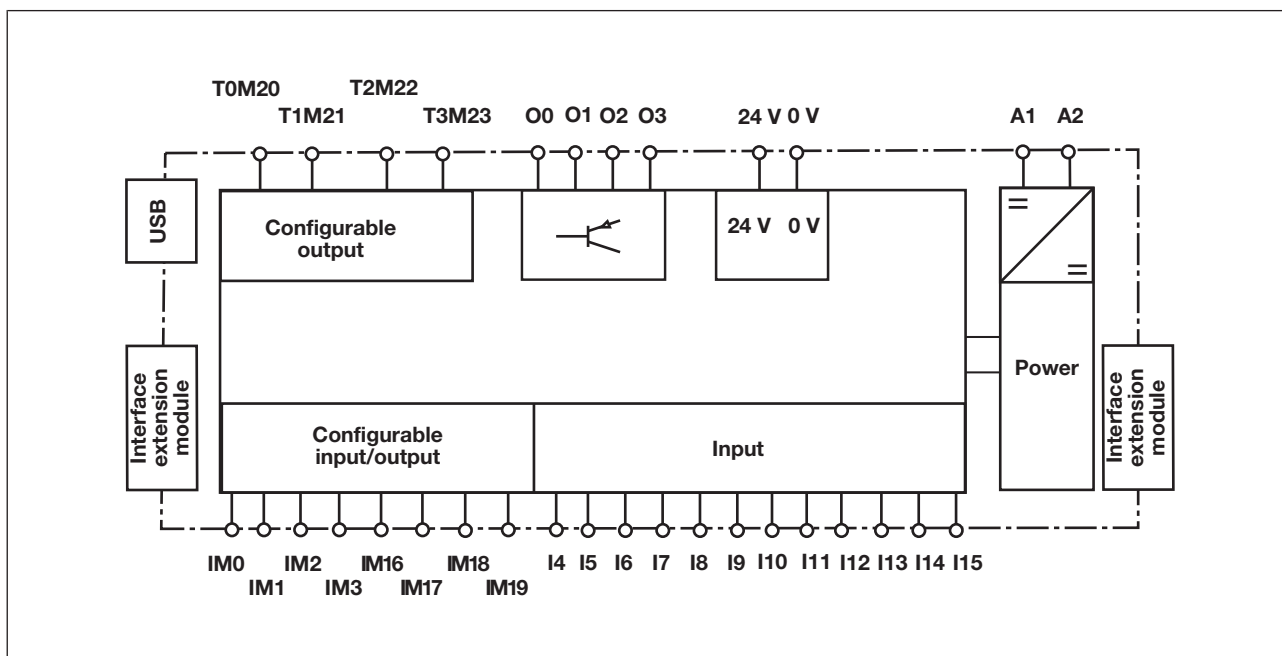 T0M20 T2M22
T1M21 T3M23 O0 O1 O2 O3 24 V 0 V A1 A2
USB
Configurable
output
24 V 0 V
Interface
extension
module
Power
Interface
extension
module
Configurable
input/output
Input
IM0 IM2 IM16 IM18 I4 I5 I6 I7 I8 I9 I10 I11 I12 I13 I14 I15
IM1 IM3 IM17 IM19